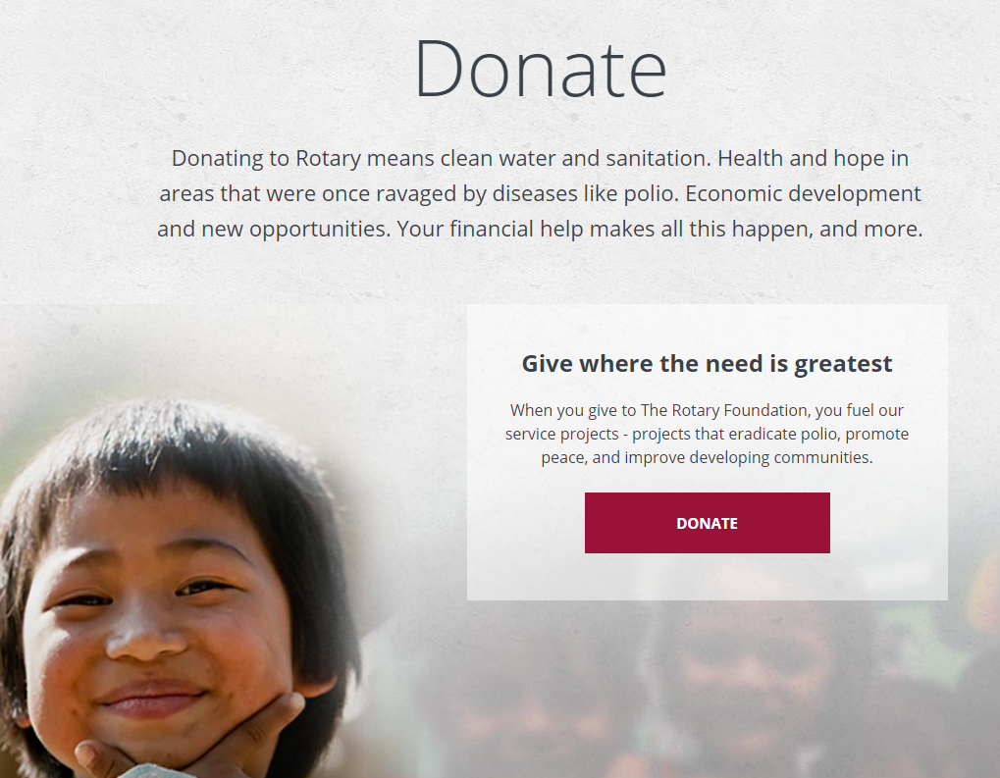 Donate
Donating to Rotary means clean water and sanitation. Health and hope in
areas that were once ravaged by diseases like polio. Economic development
and new opportunities. Your financial help makes all this happen, and more.
Give where the need is greatest
When you give to The Rotary Foundation, you fuel our
service projects - projects that eradicate polio, promote
peace, and improve developing communities.
DONATE